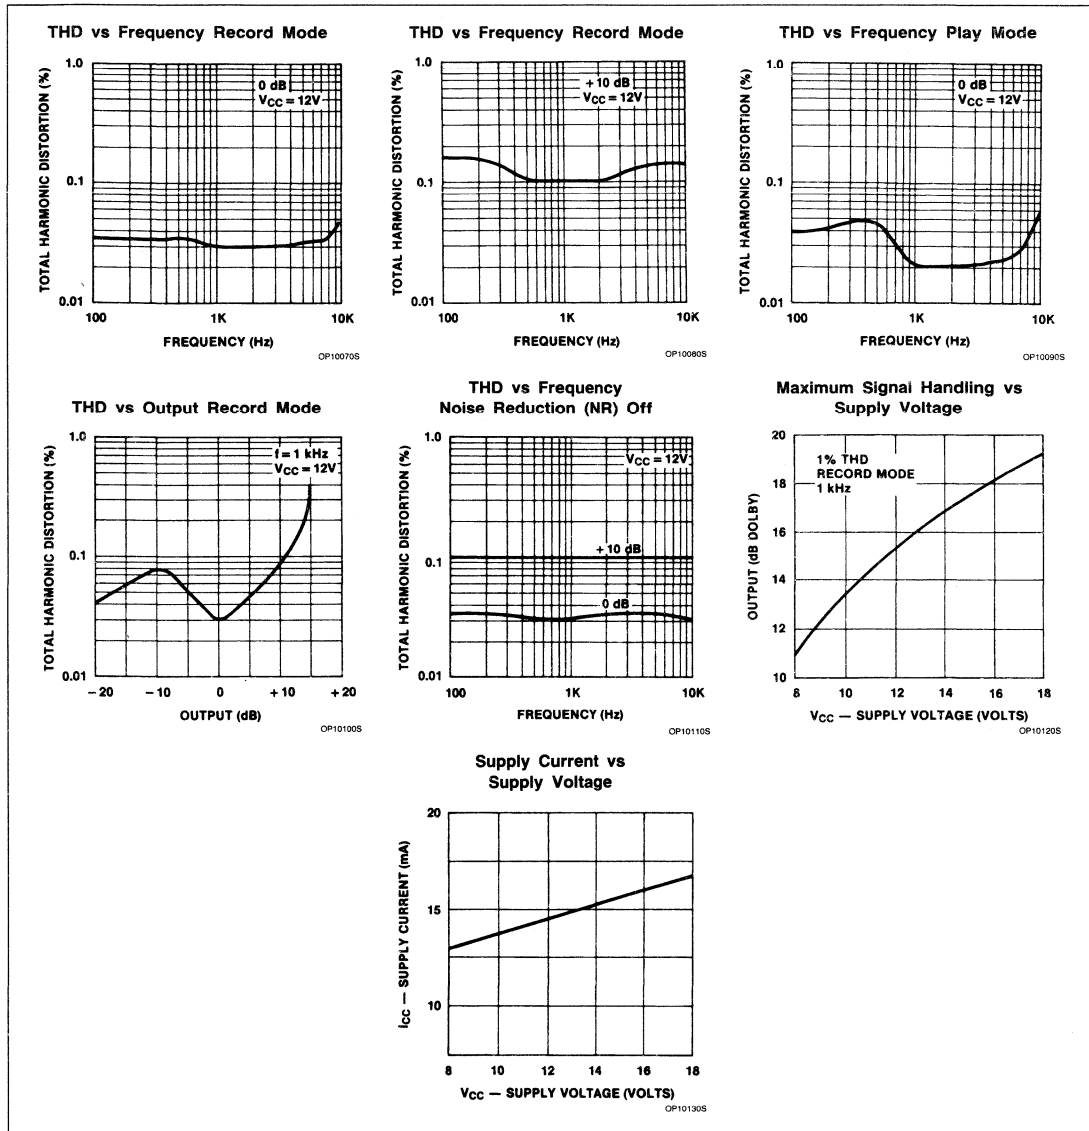 THD vs Frequency Record Mode
TOTAL HARMONIC DISTORTION (%)
1.0
0.1
0.01
0 dB
VCC = 12V
100
1K
10K
FREQUENCY (Hz)
OP10070S
THD vs Frequency Record Mode
TOTAL HARMONIC DISTORTION (%)
1.0
0.1
0.01
+10 dB
VCC = 12V
100
1K
10K
FREQUENCY (Hz)
OP10080S
THD vs Frequency Play Mode
TOTAL HARMONIC DISTORTION (%)
1.0
0.1
0.01
0 dB
VCC = 12V
100
1K
10K
FREQUENCY (Hz)
OP10090S
THD vs Output Record Mode
TOTAL HARMONIC DISTORTION (%)
1.0
0.1
0.01
f = 1 kHz
VCC = 12V
-20
-10
0
+10
+20
OUTPUT (dB)
OP10100S
THD vs Frequency
Noise Reduction (NR) Off
TOTAL HARMONIC DISTORTION (%)
1.0
0.1
0.01
VCC = 12V
+10 dB
0 dB
100
1K
10K
FREQUENCY (Hz)
OP10110S
Maximum Signal Handling vs
Supply Voltage
OUTPUT (dB DOLBY)
20
18
16
14
12
10
1% THD
RECORD MODE
1 kHz
8
10
12
14
16
18
VCC — SUPPLY VOLTAGE (VOLTS)
OP10120S
Supply Current vs
Supply Voltage
ICC — SUPPLY CURRENT (mA)
20
15
10
8
10
12
14
16
18
VCC — SUPPLY VOLTAGE (VOLTS)
OP10130S